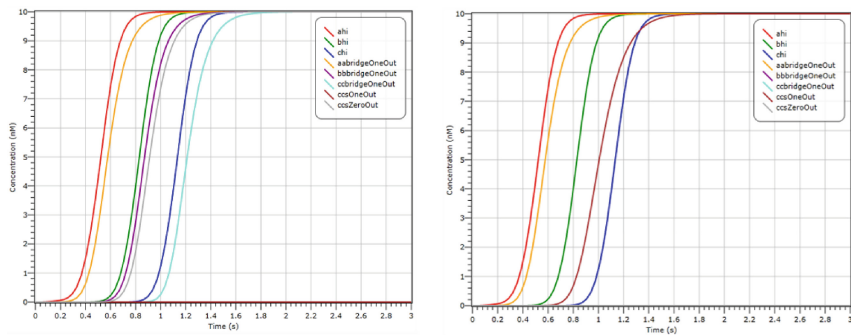 10
9
8
7
6
5
4
3
2
1
0
Concentration (nM)
0 0.2 0.4 0.6 0.8 1 1.2 1.4 1.6 1.8 2 2.2 2.4 2.6 2.8 3
Time (s)
ahi
bhi
chi
aabridgeOneOut
bbbridgeOneOut
ccbridgeOneOut
ccsOneOut
ccsZeroOut
10
9
8
7
6
5
4
3
2
1
0
Concentration (nM)
0 0.2 0.4 0.6 0.8 1 1.2 1.4 1.6 1.8 2 2.2 2.4 2.6 2.8 3
Time (s)
ahi
bhi
chi
aabridgeOneOut
bbbridgeOneOut
ccbridgeOneOut
ccsOneOut
ccsZeroOut